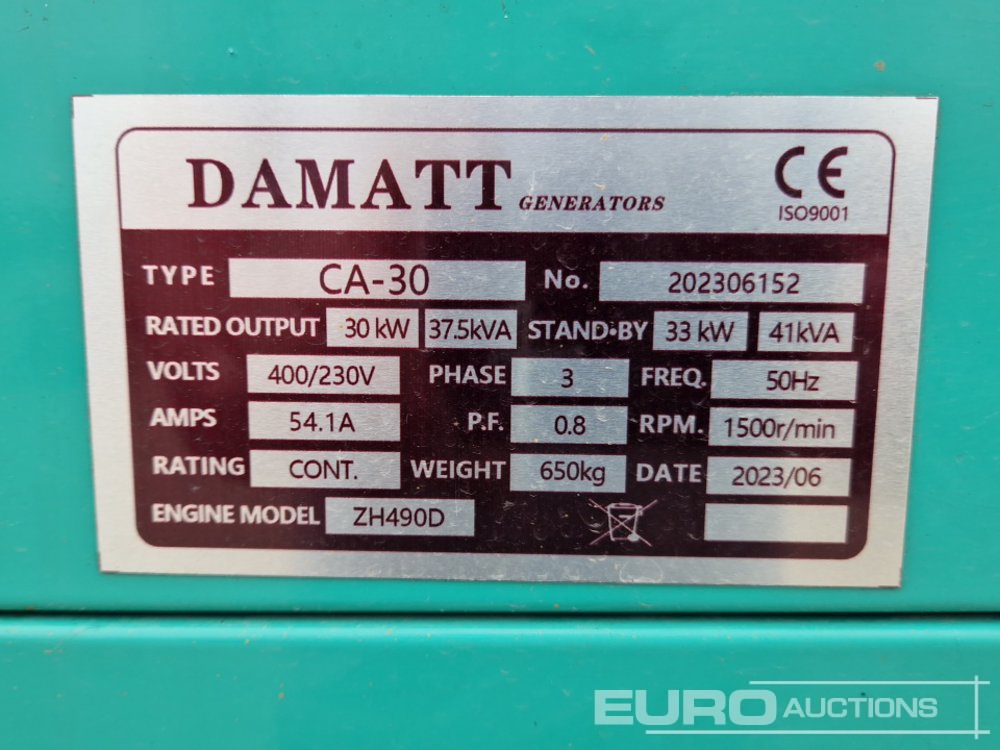 DAMATT GENERATORS
CE
ISO9001
TYPE CA-30 No. 202306152
RATED OUTPUT 30 kW 37.5kVA STAND-BY 33 kW 41kVA
VOLTS 400/230V PHASE 3 FREQ. 50Hz
AMPS 54.1A P.F. 0.8 RPM. 1500r/min
RATING CONT. WEIGHT 650kg DATE 2023/06
ENGINE MODEL ZH490D
EURO AUCTIONS